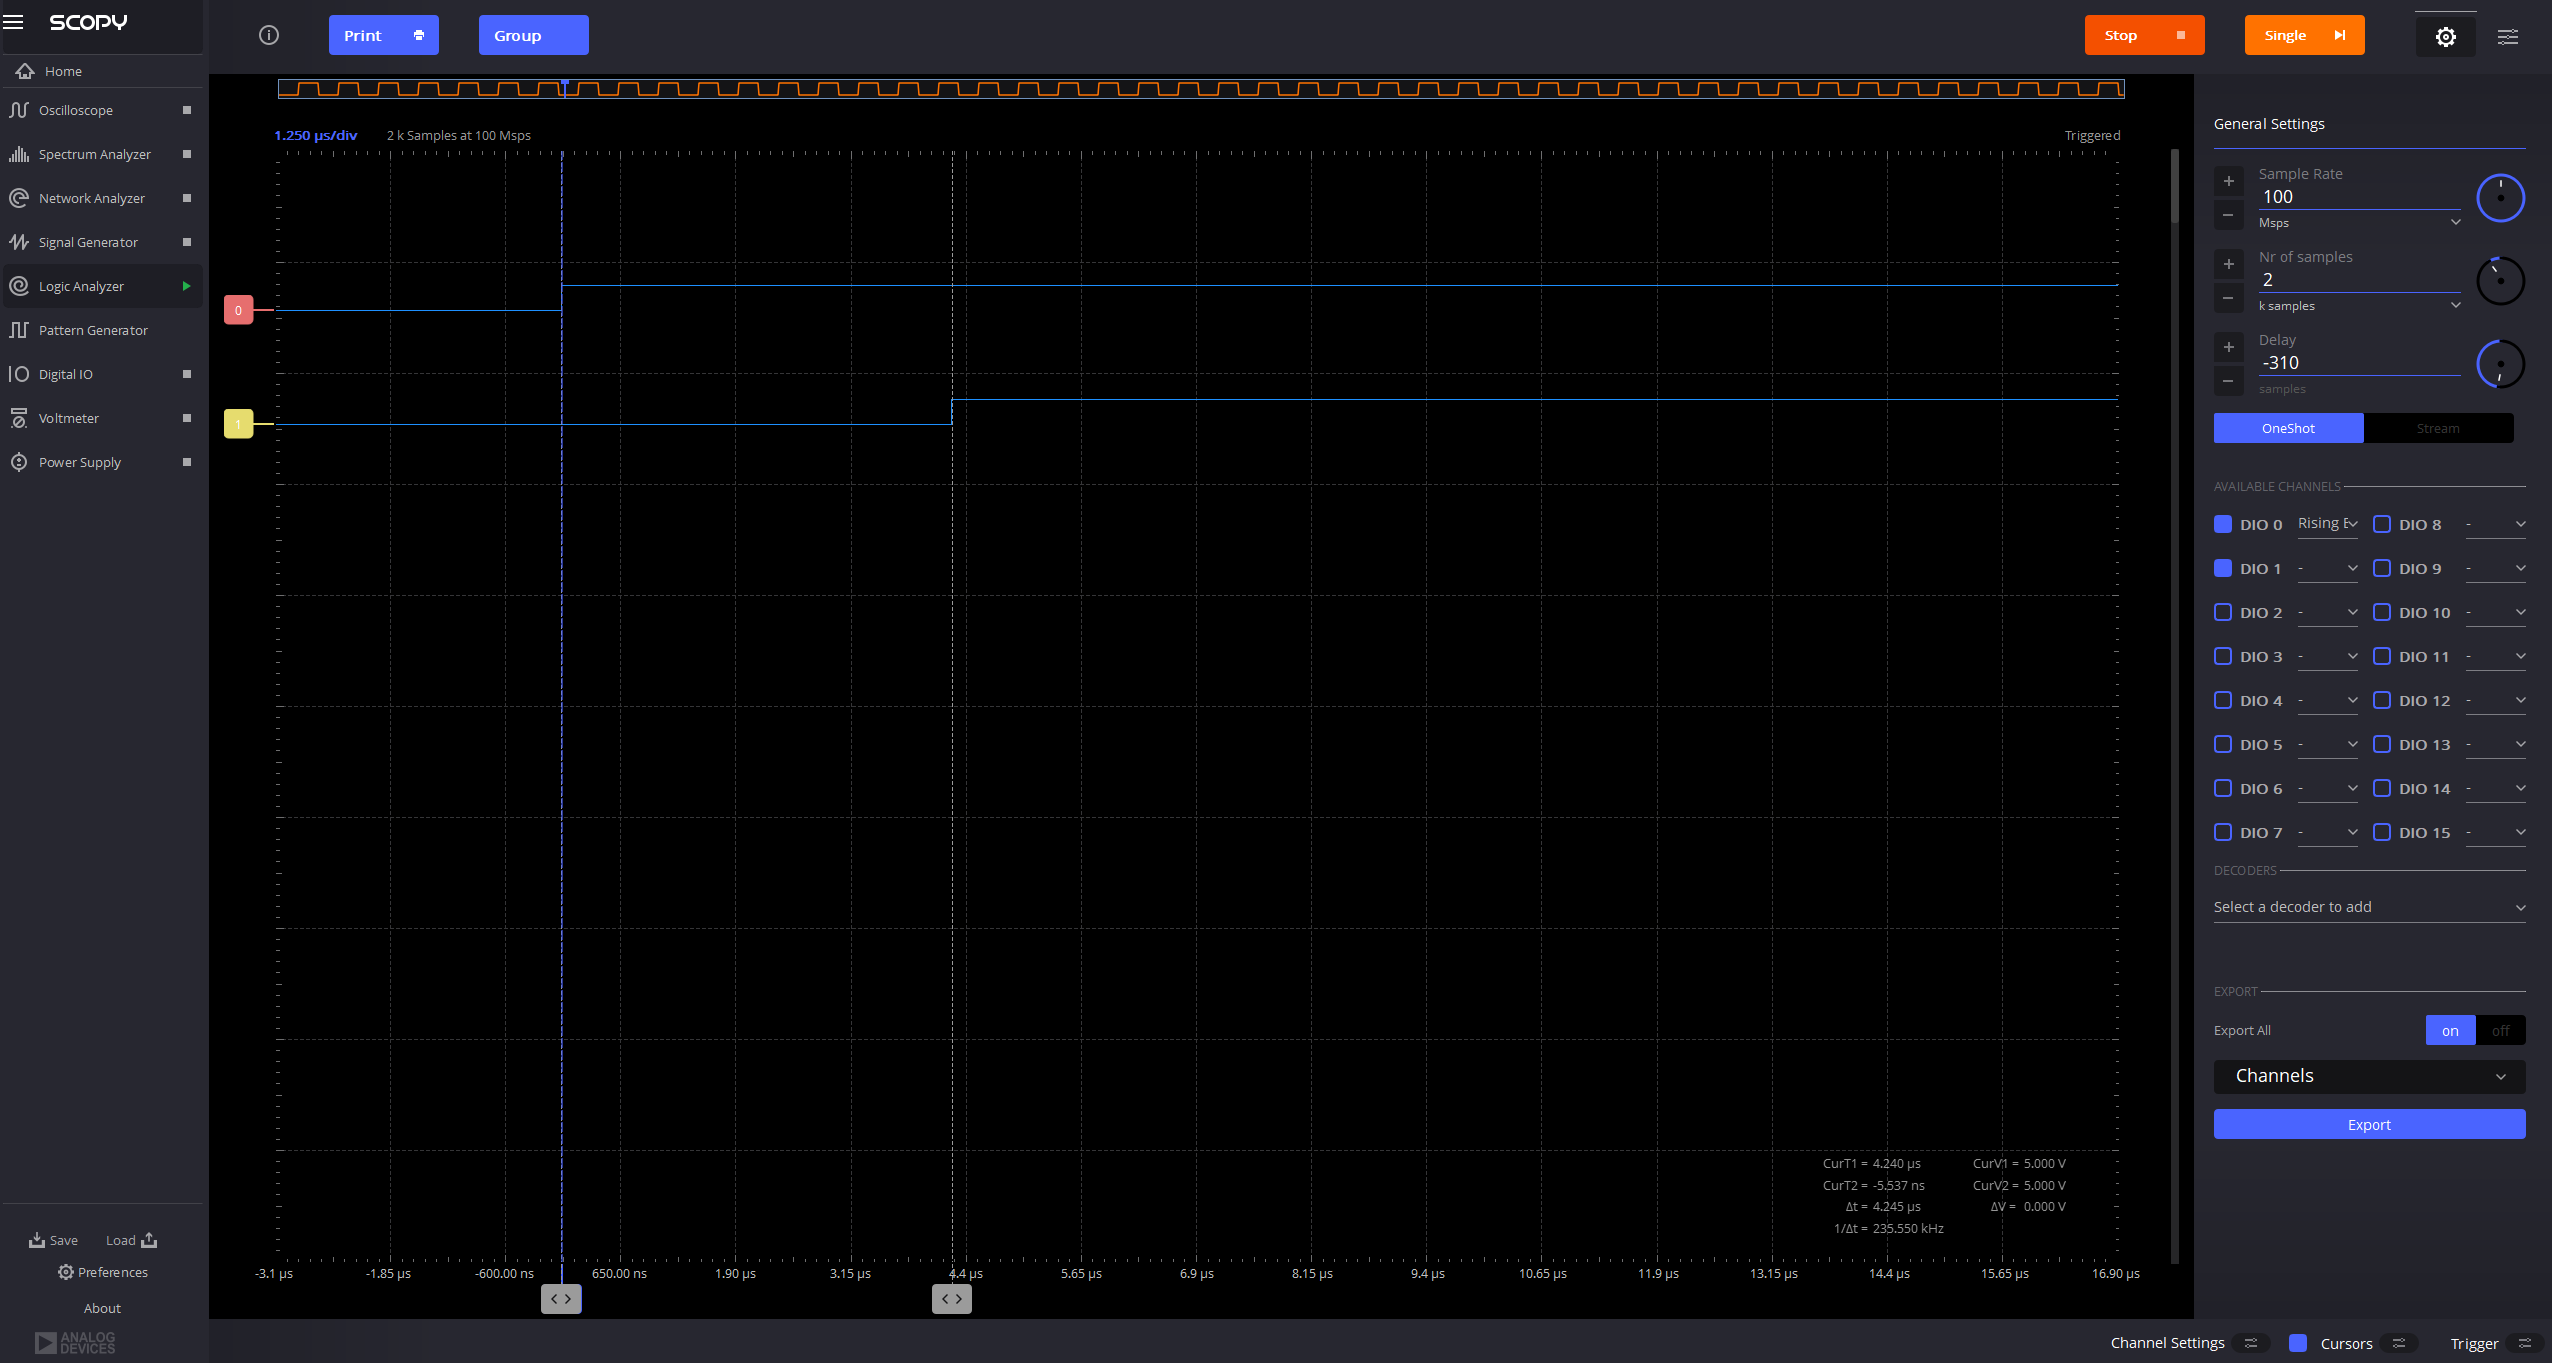 SCOPY
Print
Group
Stop
Single
Home
Oscilloscope
Spectrum Analyzer
Network Analyzer
Signal Generator
Logic Analyzer
Pattern Generator
Digital IO
Voltmeter
Power Supply
Save
Load
Preferences
About
ANALOG
DEVICES
1.250 µs/div
2 k Samples at 100 Msps
Triggered
0
1
CurT1 = 4.240 µs
CurV1 = 5.000 V
CurT2 = -5.537 ns
CurV2 = 5.000 V
Δt = 4.245 µs
ΔV = 0.000 V
1/Δt = 235.550 kHz
-3.1 µs
-1.85 µs
-600.00 ns
650.00 ns
1.90 µs
3.15 µs
4.4 µs
5.65 µs
6.9 µs
8.15 µs
9.4 µs
10.65 µs
11.9 µs
13.15 µs
14.4 µs
15.65 µs
16.90 µs
General Settings
Sample Rate
100
Msps
Nr of samples
2
k samples
Delay
-310
samples
OneShot
Stream
AVAILABLE CHANNELS
DIO 0 Rising E
DIO 8 -
DIO 1 -
DIO 9 -
DIO 2 -
DIO 10 -
DIO 3 -
DIO 11 -
DIO 4 -
DIO 12 -
DIO 5 -
DIO 13 -
DIO 6 -
DIO 14 -
DIO 7 -
DIO 15 -
DECODERS
Select a decoder to add
EXPORT
Export All
on
off
Channels
Export
Channel Settings
Cursors
Trigger